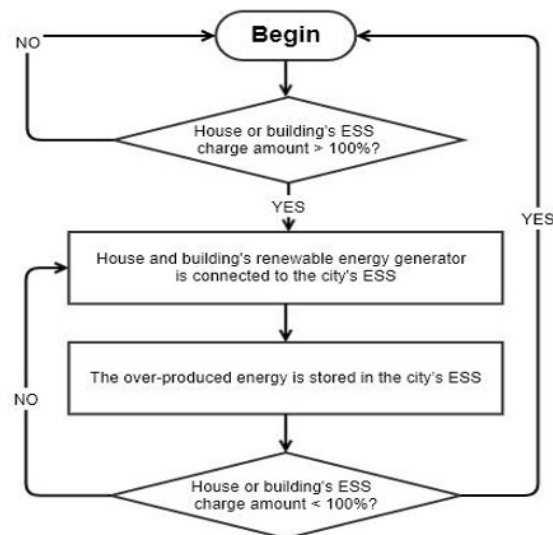 Begin
NO
House or building's ESS
charge amount > 100%?
YES
YES
House and building's renewable energy generator
is connected to the city's ESS
The over-produced energy is stored in the city's ESS
NO
House or building's ESS
charge amount < 100%?